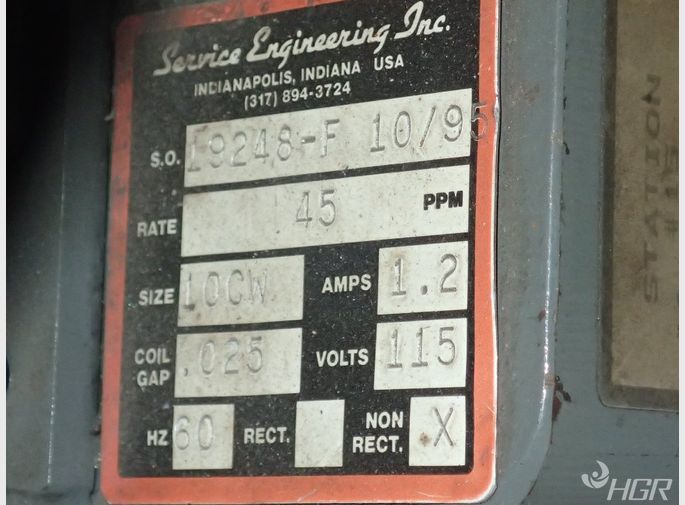 Service Engineering Inc.
INDIANAPOLIS, INDIANA USA
(317) 894-3724
S.O. 19248-F 10/95
RATE 45 PPM
SIZE 10CW AMPS 1.2
COIL GAP .025 VOLTS 115
HZ 60 RECT. NON RECT. X
STATION
HGR